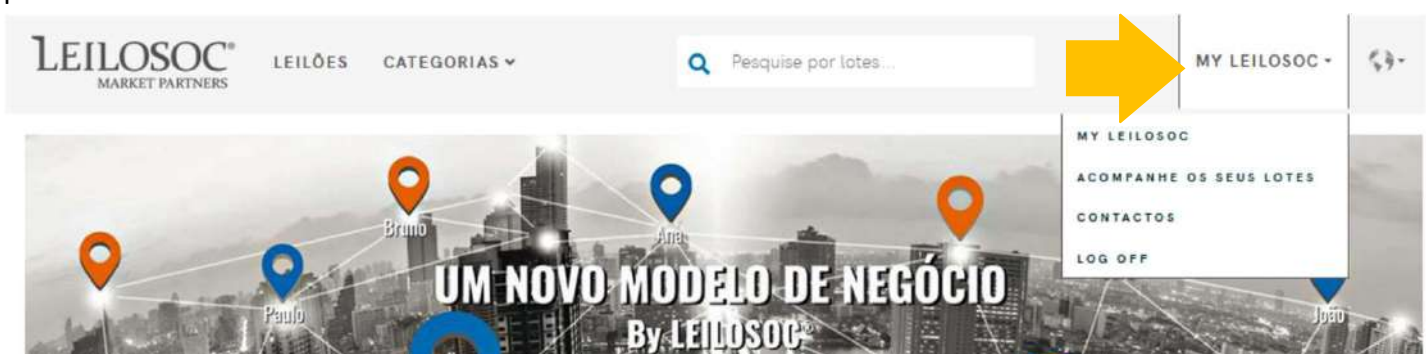 LEILOSOC®
MARKET PARTNERS
LEILÕES
CATEGORIAS
Pesquise por lotes...
MY LEILOSOC
MY LEILOSOC
ACOMPANHE OS SEUS LOTES
CONTACTOS
LOG OFF
Bruno
Ana
Paulo
João
UM NOVO MODELO DE NEGÓCIO
By LEILOSOC®